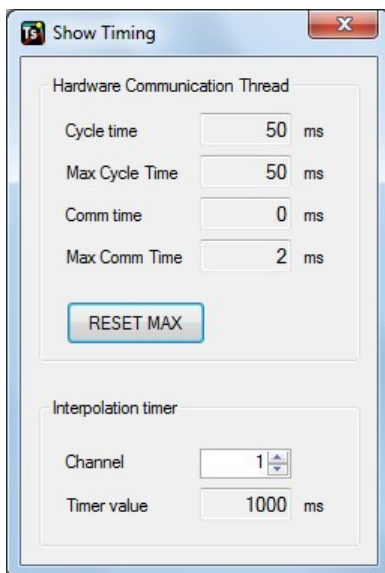 Ts
Show Timing
Hardware Communication Thread
Cycle time 50 ms
Max Cycle Time 50 ms
Comm time 0 ms
Max Comm Time 2 ms
RESET MAX
Interpolation timer
Channel 1
Timer value 1000 ms